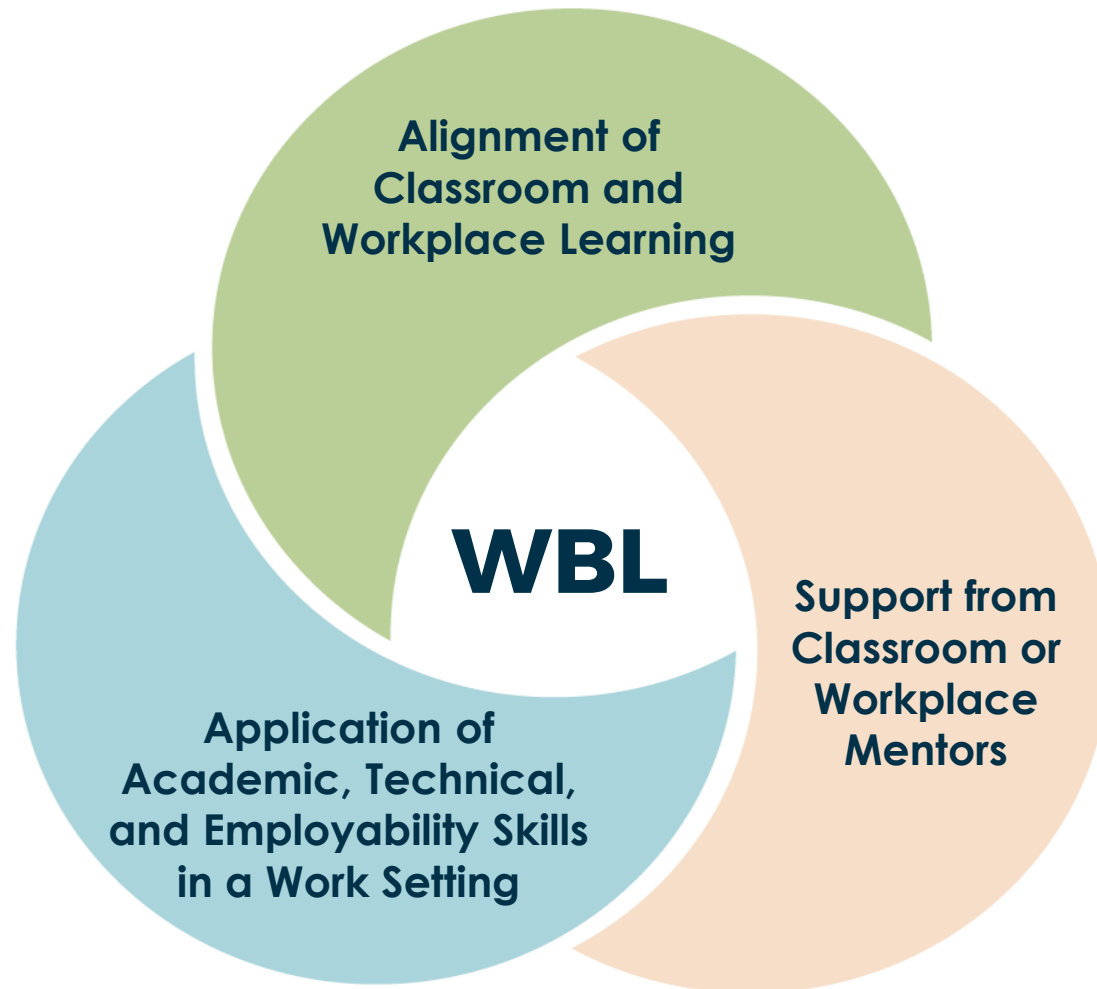 Alignment of
Classroom and
Workplace Learning
WBL
Support from
Classroom or
Workplace
Mentors
Application of
Academic, Technical,
and Employability Skills
in a Work Setting